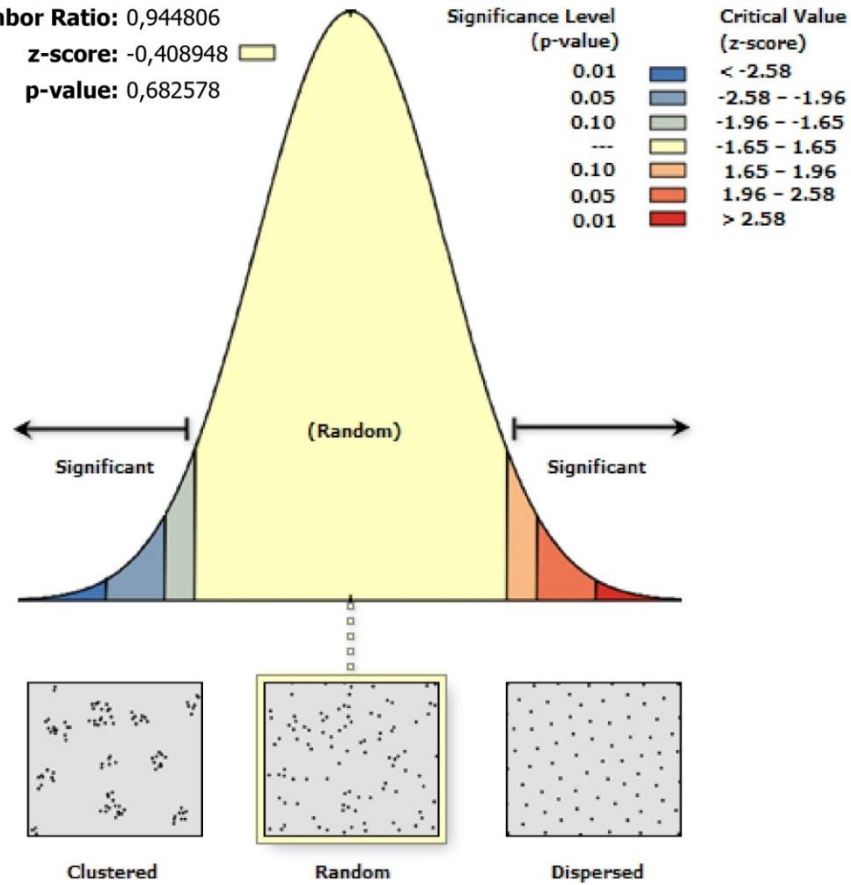 nbor Ratio: 0,944806
z-score: -0,408948
p-value: 0,682578
Significance Level
(p-value)
Critical Value
(z-score)
0.01 < -2.58
0.05 -2.58 – -1.96
0.10 -1.96 – -1.65
--- -1.65 – 1.65
0.10 1.65 – 1.96
0.05 1.96 – 2.58
0.01 > 2.58
(Random)
Significant Significant
Clustered Random Dispersed